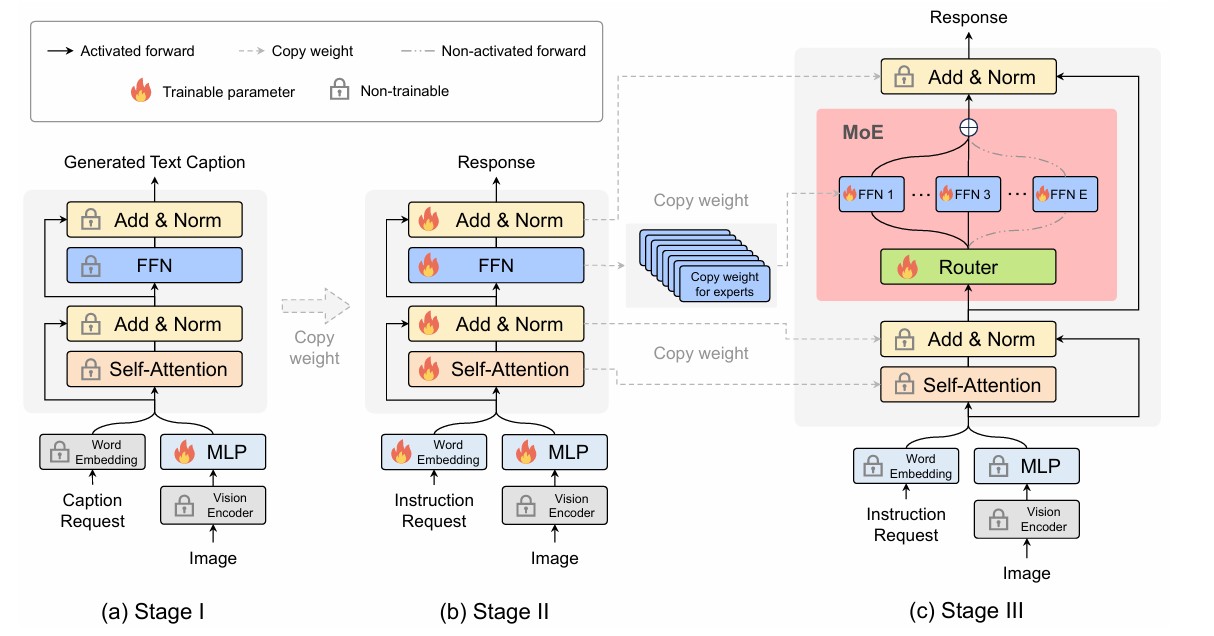 Activated forward
Copy weight
Non-activated forward
Trainable parameter
Non-trainable
Generated Text Caption
Add & Norm
FFN
Add & Norm
Self-Attention
Word
Embedding
MLP
Caption
Request
Vision
Encoder
Image
(a) Stage I
Copy
weight
Response
Add & Norm
FFN
Add & Norm
Self-Attention
Word
Embedding
MLP
Instruction
Request
Vision
Encoder
Image
(b) Stage II
Copy weight
Copy weight
for experts
Copy weight
Response
Add & Norm
MoE
FFN 1
...
FFN 3
...
FFN E
Router
Add & Norm
Self-Attention
Word
Embedding
MLP
Instruction
Request
Vision
Encoder
Image
(c) Stage III